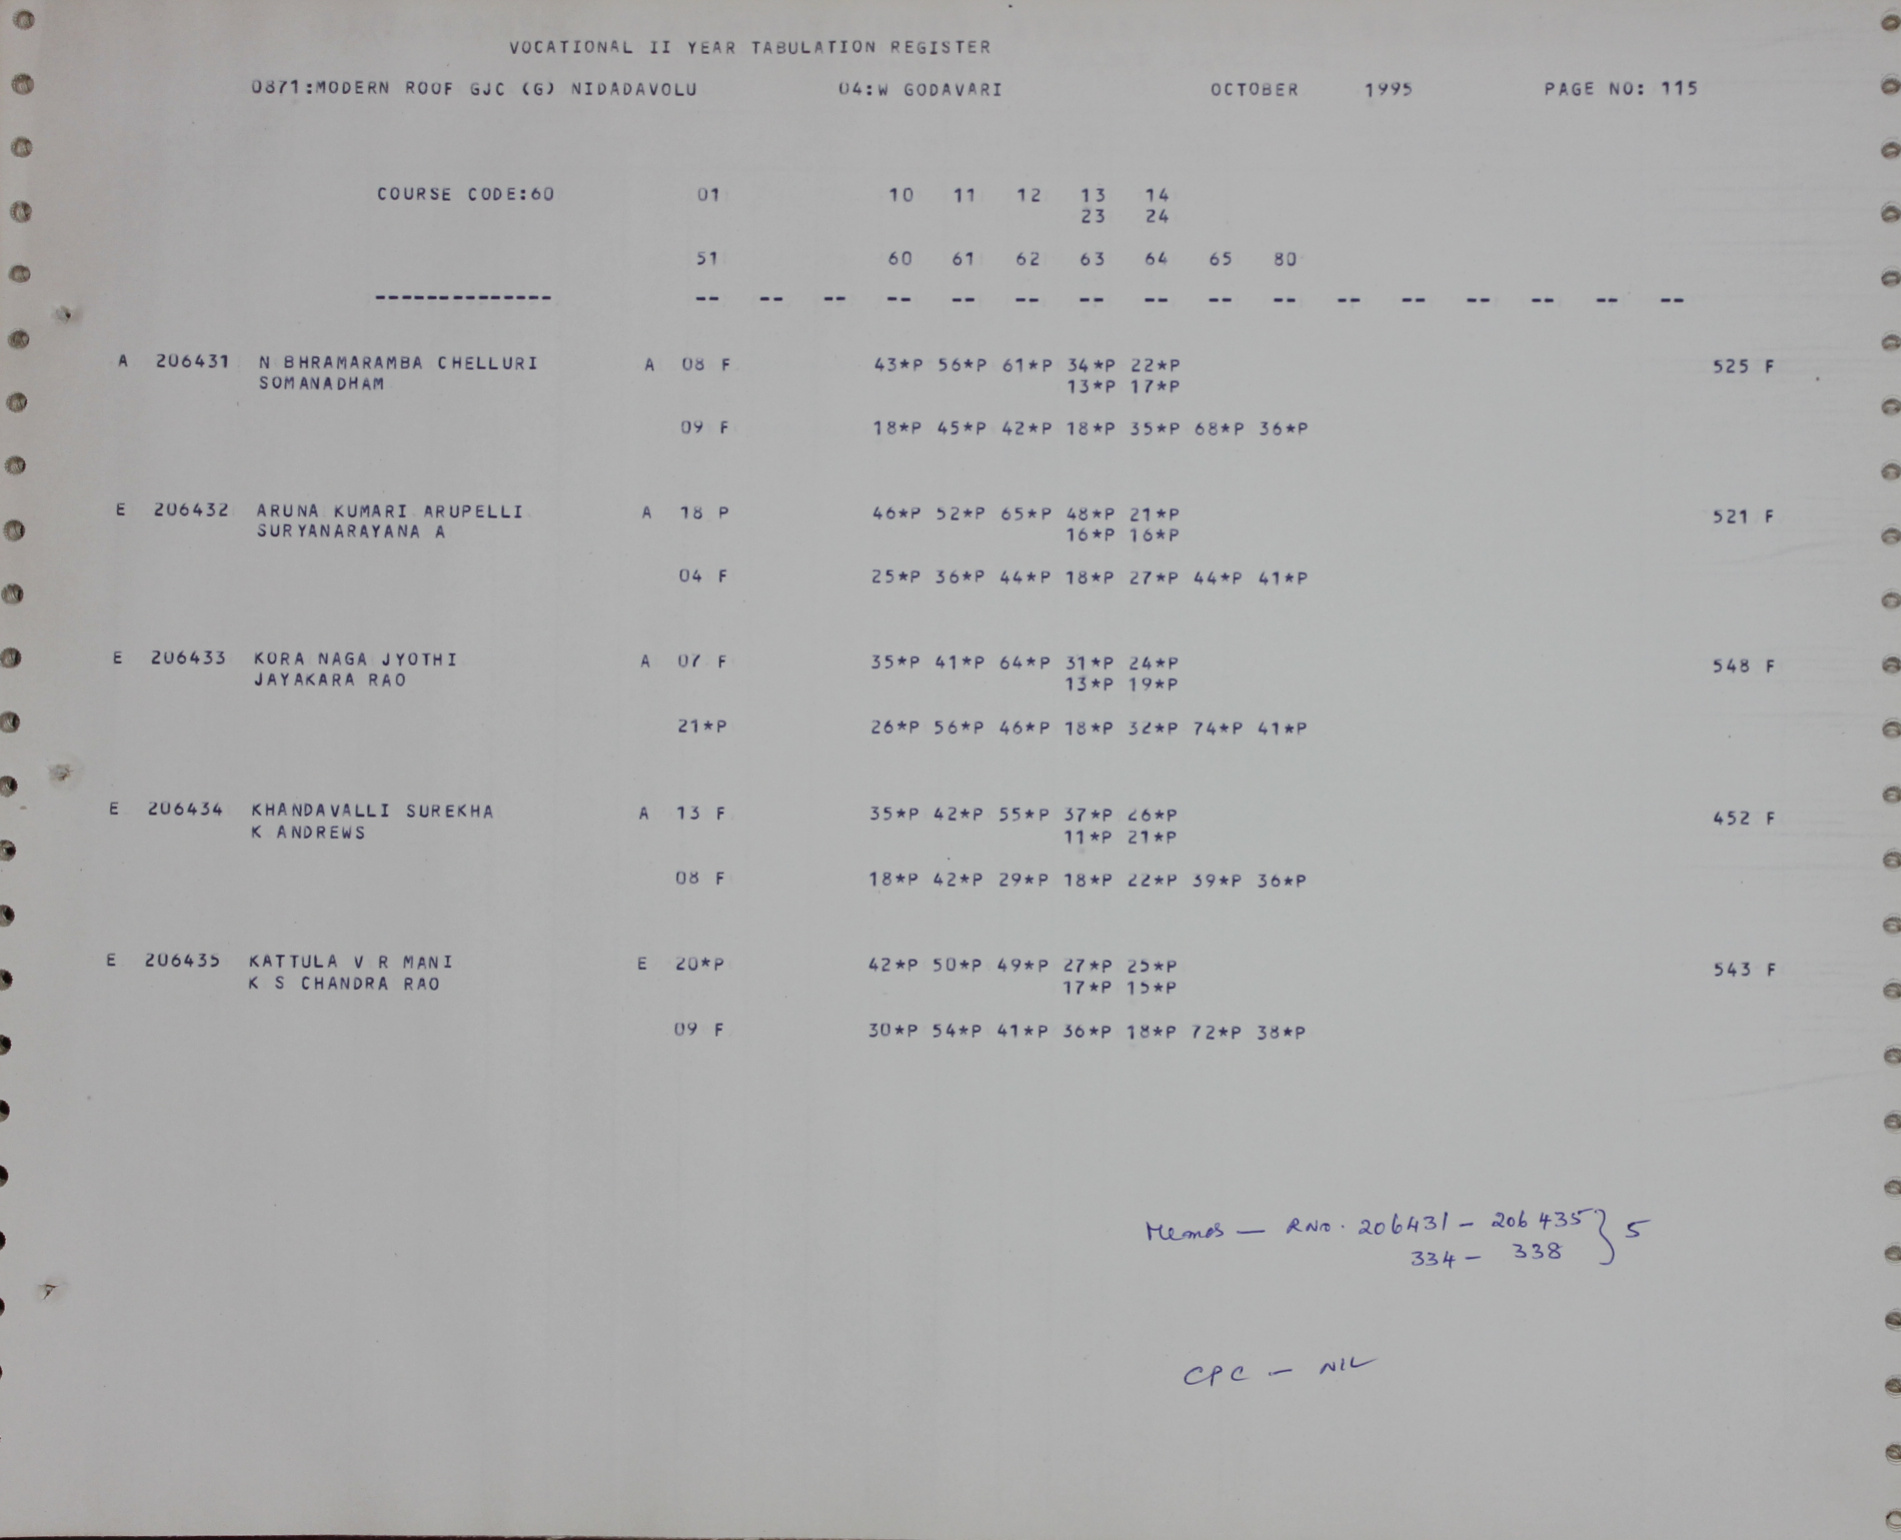 VOCATIONAL II YEAR TABULATION REGISTER
0871:MODERN ROOF GJC (G) NIDADAVOLU 04:W GODAVARI OCTOBER 1995 PAGE NO: 115
COURSE CODE:60 01 10 11 12 13 14
23 24
51 60 61 62 63 64 65 80
-------------- -- -- -- -- -- -- -- -- -- -- -- -- -- -- -- --
A 206431 N BHRAMARAMBA CHELLURI A 08 F 43*P 56*P 61*P 34*P 22*P 525 F
SOMANADHAM 13*P 17*P
09 F 18*P 45*P 42*P 18*P 35*P 68*P 36*P
E 206432 ARUNA KUMARI ARUPELLI A 18 P 46*P 52*P 65*P 48*P 21*P 521 F
SURYANARAYANA A 16*P 16*P
04 F 25*P 36*P 44*P 18*P 27*P 44*P 41*P
E 206433 KORA NAGA JYOTHI A 07 F 35*P 41*P 64*P 31*P 24*P 548 F
JAYAKARA RAO 13*P 19*P
21*P 26*P 56*P 46*P 18*P 32*P 74*P 41*P
E 206434 KHANDAVALLI SUREKHA A 13 F 35*P 42*P 55*P 37*P 26*P 452 F
K ANDREWS 11*P 21*P
08 F 18*P 42*P 29*P 18*P 22*P 39*P 36*P
E 206435 KATTULA V R MANI E 20*P 42*P 50*P 49*P 27*P 25*P 543 F
K S CHANDRA RAO 17*P 15*P
09 F 30*P 54*P 41*P 36*P 18*P 72*P 38*P
Memos — RNo. 206431 – 206435 } 5
334 – 338
CPC – NIL